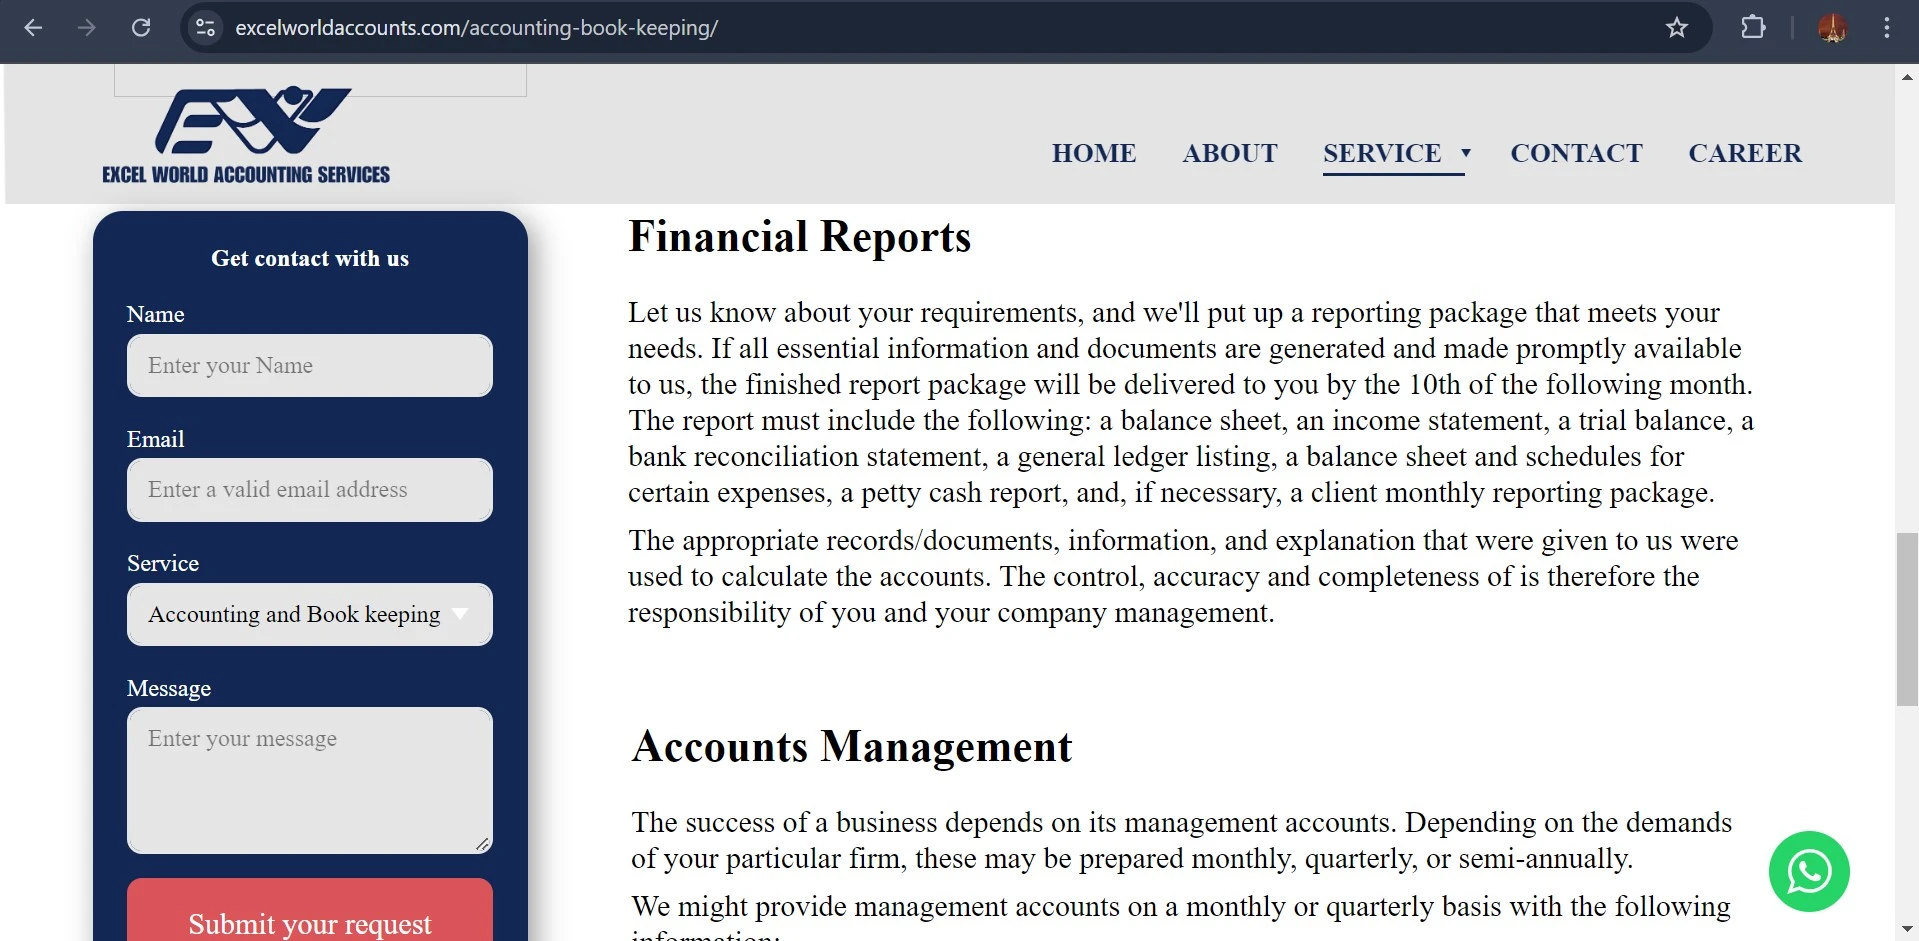 excelworldaccounts.com/accounting-book-keeping/
EXCEL WORLD ACCOUNTING SERVICES
HOME
ABOUT
SERVICE
CONTACT
CAREER
Get contact with us
Name
Enter your Name
Email
Enter a valid email address
Service
Accounting and Book keeping
Message
Enter your message
Submit your request
Financial Reports
Let us know about your requirements, and we'll put up a reporting package that meets your
needs. If all essential information and documents are generated and made promptly available
to us, the finished report package will be delivered to you by the 10th of the following month.
The report must include the following: a balance sheet, an income statement, a trial balance, a
bank reconciliation statement, a general ledger listing, a balance sheet and schedules for
certain expenses, a petty cash report, and, if necessary, a client monthly reporting package.
The appropriate records/documents, information, and explanation that were given to us were
used to calculate the accounts. The control, accuracy and completeness of is therefore the
responsibility of you and your company management.
Accounts Management
The success of a business depends on its management accounts. Depending on the demands
of your particular firm, these may be prepared monthly, quarterly, or semi-annually.
We might provide management accounts on a monthly or quarterly basis with the following
information: